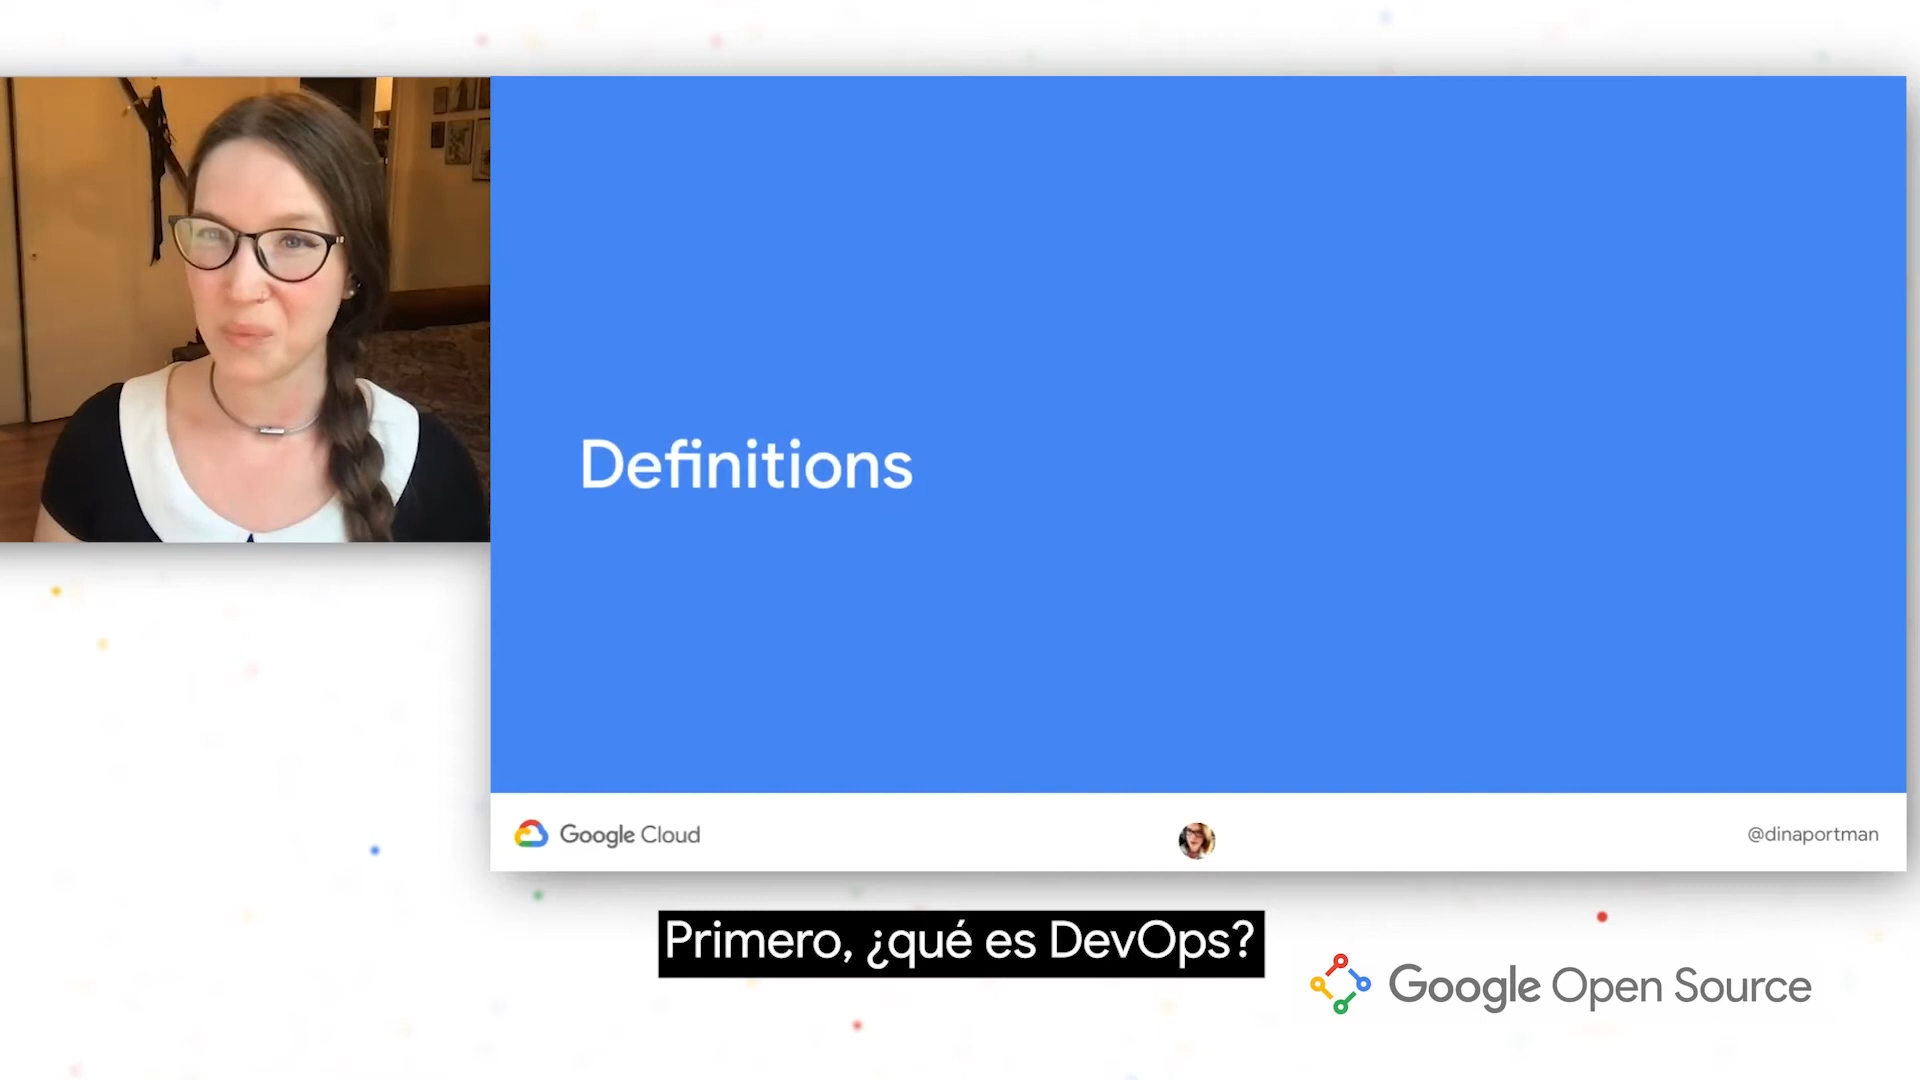 Definitions
Google Cloud
@dinaportman
Primero, ¿qué es DevOps?
Google Open Source